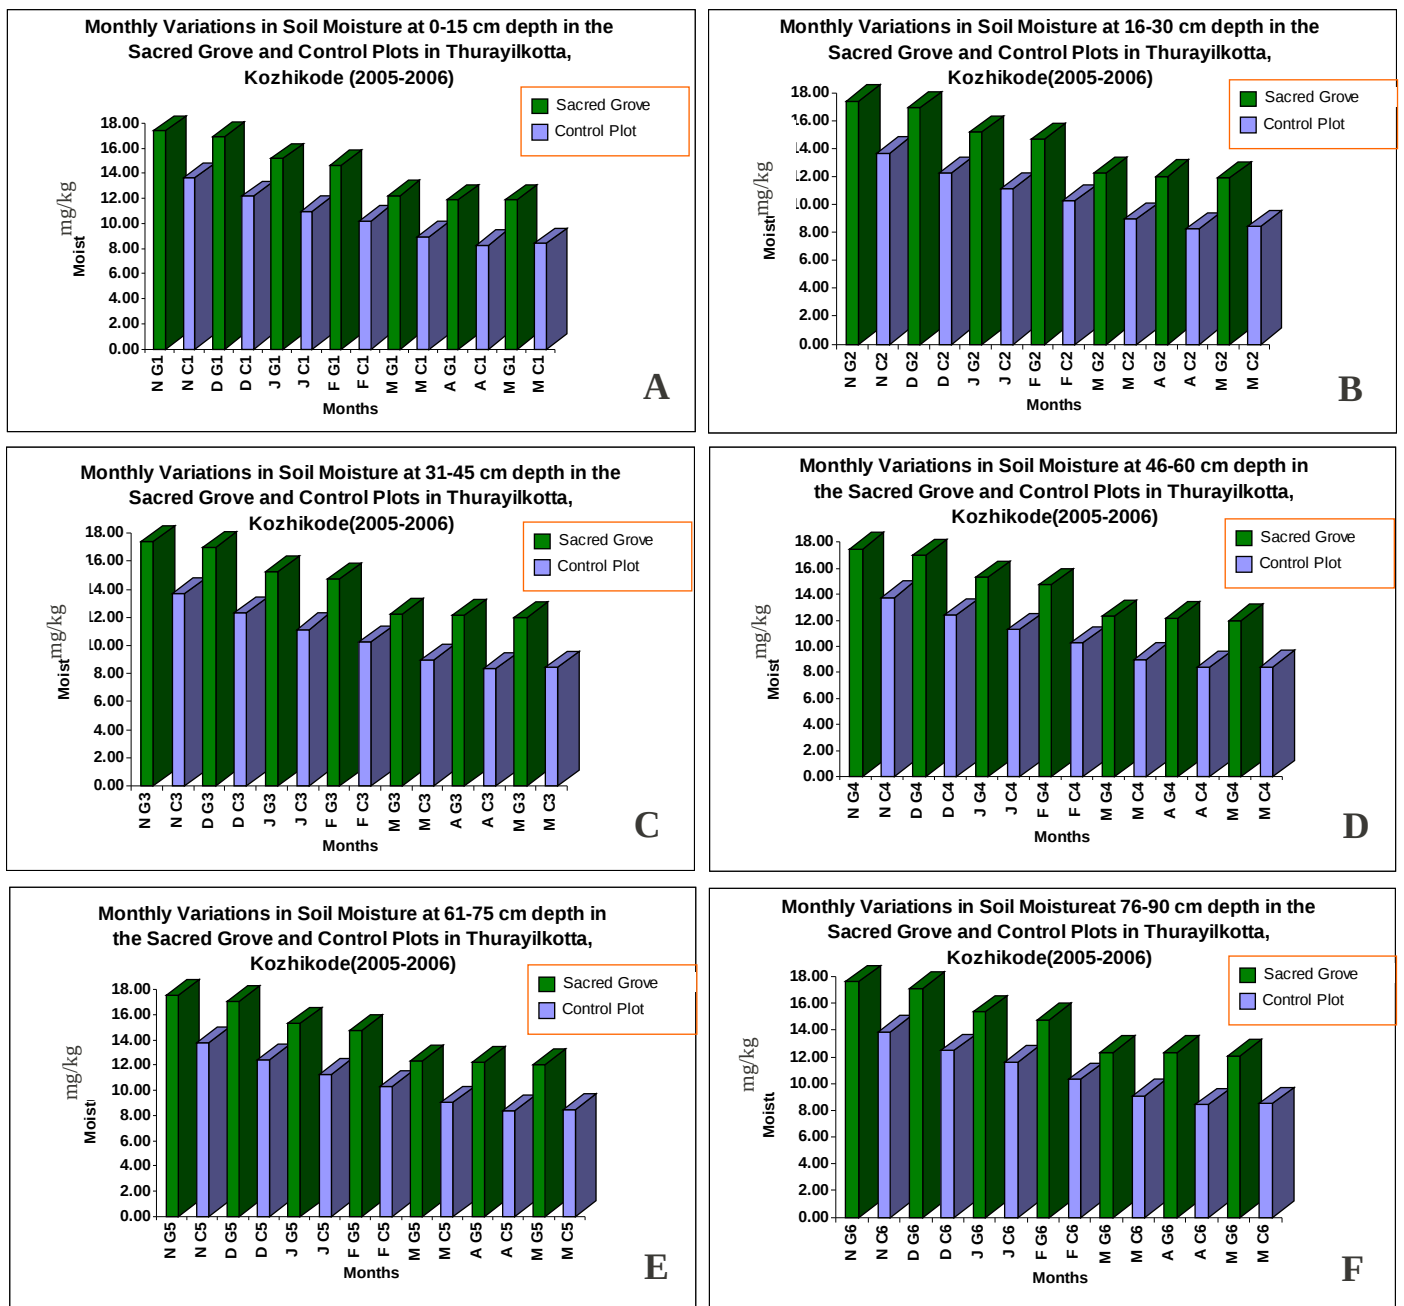 Monthly Variations in Soil Moisture at 0-15 cm depth in the
Sacred Grove and Control Plots in Thurayilkotta,
Kozhikode (2005-2006)
Sacred Grove
Control Plot
18.00
16.00
14.00
12.00
10.00
8.00
6.00
4.00
2.00
0.00
mg/kg
Moist
N G1
N C1
D G1
D C1
J G1
J C1
F G1
F C1
M G1
M C1
A G1
A C1
M G1
M C1
Months
A
Monthly Variations in Soil Moisture at 16-30 cm depth in the
Sacred Grove and Control Plots in Thurayilkotta,
Kozhikode(2005-2006)
Sacred Grove
Control Plot
18.00
16.00
14.00
12.00
10.00
8.00
6.00
4.00
2.00
0.00
mg/kg
Moist
N G2
N C2
D G2
D C2
J G2
J C2
F G2
F C2
M G2
M C2
A G2
A C2
M G2
M C2
Months
B
Monthly Variations in Soil Moisture at 31-45 cm depth in the
Sacred Grove and Control Plots in Thurayilkotta,
Kozhikode(2005-2006)
Sacred Grove
Control Plot
18.00
16.00
14.00
12.00
10.00
8.00
6.00
4.00
2.00
0.00
mg/kg
Moist
N G3
N C3
D G3
D C3
J G3
J C3
F G3
F C3
M G3
M C3
A G3
A C3
M G3
M C3
Months
C
Monthly Variations in Soil Moisture at 46-60 cm depth in
the Sacred Grove and Control Plots in Thurayilkotta,
Kozhikode(2005-2006)
Sacred Grove
Control Plot
18.00
16.00
14.00
12.00
10.00
8.00
6.00
4.00
2.00
0.00
mg/kg
Moist
N G4
N C4
D G4
D C4
J G4
J C4
F G4
F C4
M G4
M C4
A G4
A C4
M G4
M C4
Months
D
Monthly Variations in Soil Moisture at 61-75 cm depth in
the Sacred Grove and Control Plots in Thurayilkotta,
Kozhikode(2005-2006)
Sacred Grove
Control Plot
18.00
16.00
14.00
12.00
10.00
8.00
6.00
4.00
2.00
0.00
mg/kg
Moist
N G5
N C5
D G5
D C5
J G5
J C5
F G5
F C5
M G5
M C5
A G5
A C5
M G5
M C5
Months
E
Monthly Variations in Soil Moistureat 76-90 cm depth in the
Sacred Grove and Control Plots in Thurayilkotta,
Kozhikode(2005-2006)
Sacred Grove
Control Plot
18.00
16.00
14.00
12.00
10.00
8.00
6.00
4.00
2.00
0.00
mg/kg
Moistu
N G6
N C6
D G6
D C6
J G6
J C6
F G6
F C6
M G6
M C6
A G6
A C6
M G6
M C6
Months
F